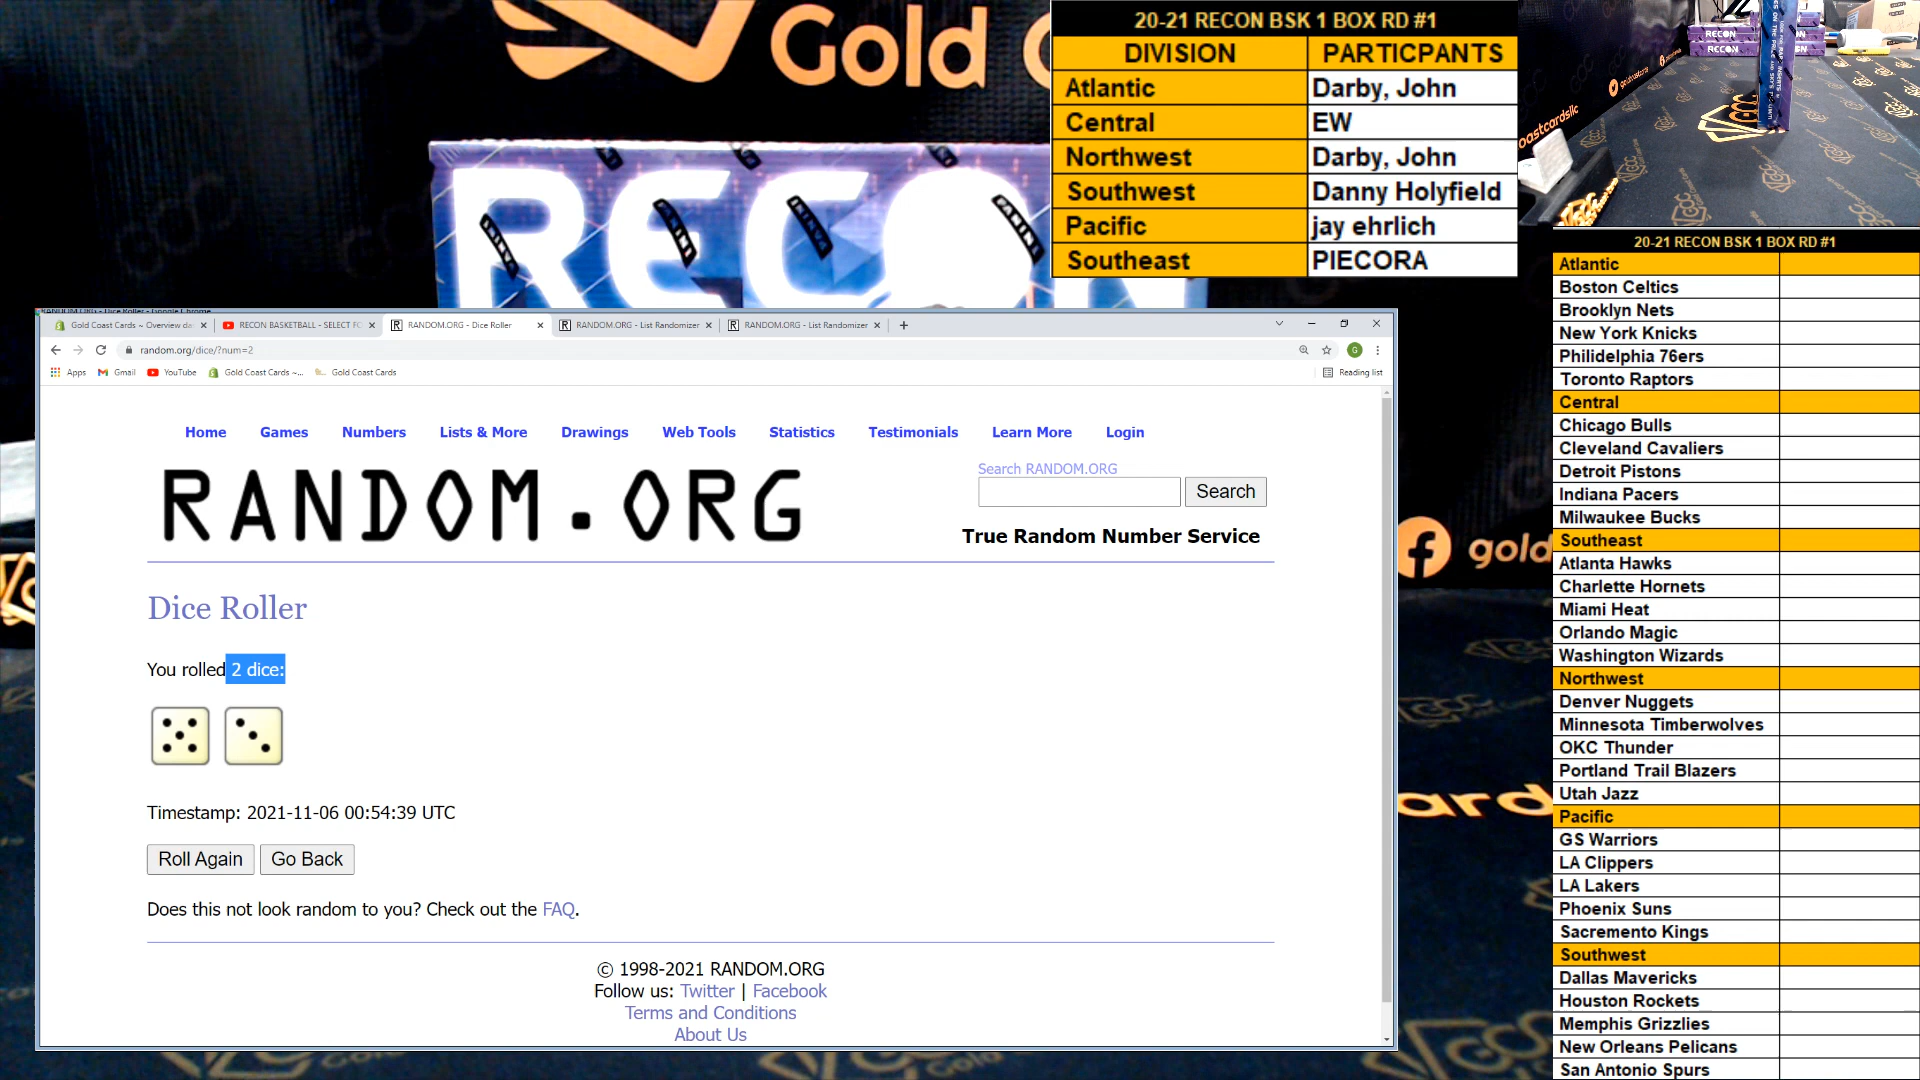 Gold C
RECON
20-21 RECON BSK 1 BOX RD #1
DIVISION PARTICPANTS
Atlantic Darby, John
Central EW
Northwest Darby, John
Southwest Danny Holyfield
Pacific jay ehrlich
Southeast PIECORA
RECON
RECON
oastcardsllc
Gold Coast Cards ~ Overview da
RECON BASKETBALL - SELECT FC
RANDOM.ORG - Dice Roller
RANDOM.ORG - List Randomizer
RANDOM.ORG - List Randomizer
random.org/dice/?num=2
G
Apps Gmail YouTube Gold Coast Cards ~... Gold Coast Cards Reading list
Home Games Numbers Lists & More Drawings Web Tools Statistics Testimonials Learn More Login
RANDOM.ORG
Search RANDOM.ORG
Search
True Random Number Service
Dice Roller
You rolled 2 dice:
Timestamp: 2021-11-06 00:54:39 UTC
Roll Again Go Back
Does this not look random to you? Check out the FAQ.
© 1998-2021 RANDOM.ORG
Follow us: Twitter | Facebook
Terms and Conditions
About Us
gold
ard
20-21 RECON BSK 1 BOX RD #1
Atlantic
Boston Celtics
Brooklyn Nets
New York Knicks
Philidelphia 76ers
Toronto Raptors
Central
Chicago Bulls
Cleveland Cavaliers
Detroit Pistons
Indiana Pacers
Milwaukee Bucks
Southeast
Atlanta Hawks
Charlette Hornets
Miami Heat
Orlando Magic
Washington Wizards
Northwest
Denver Nuggets
Minnesota Timberwolves
OKC Thunder
Portland Trail Blazers
Utah Jazz
Pacific
GS Warriors
LA Clippers
LA Lakers
Phoenix Suns
Sacremento Kings
Southwest
Dallas Mavericks
Houston Rockets
Memphis Grizzlies
New Orleans Pelicans
San Antonio Spurs